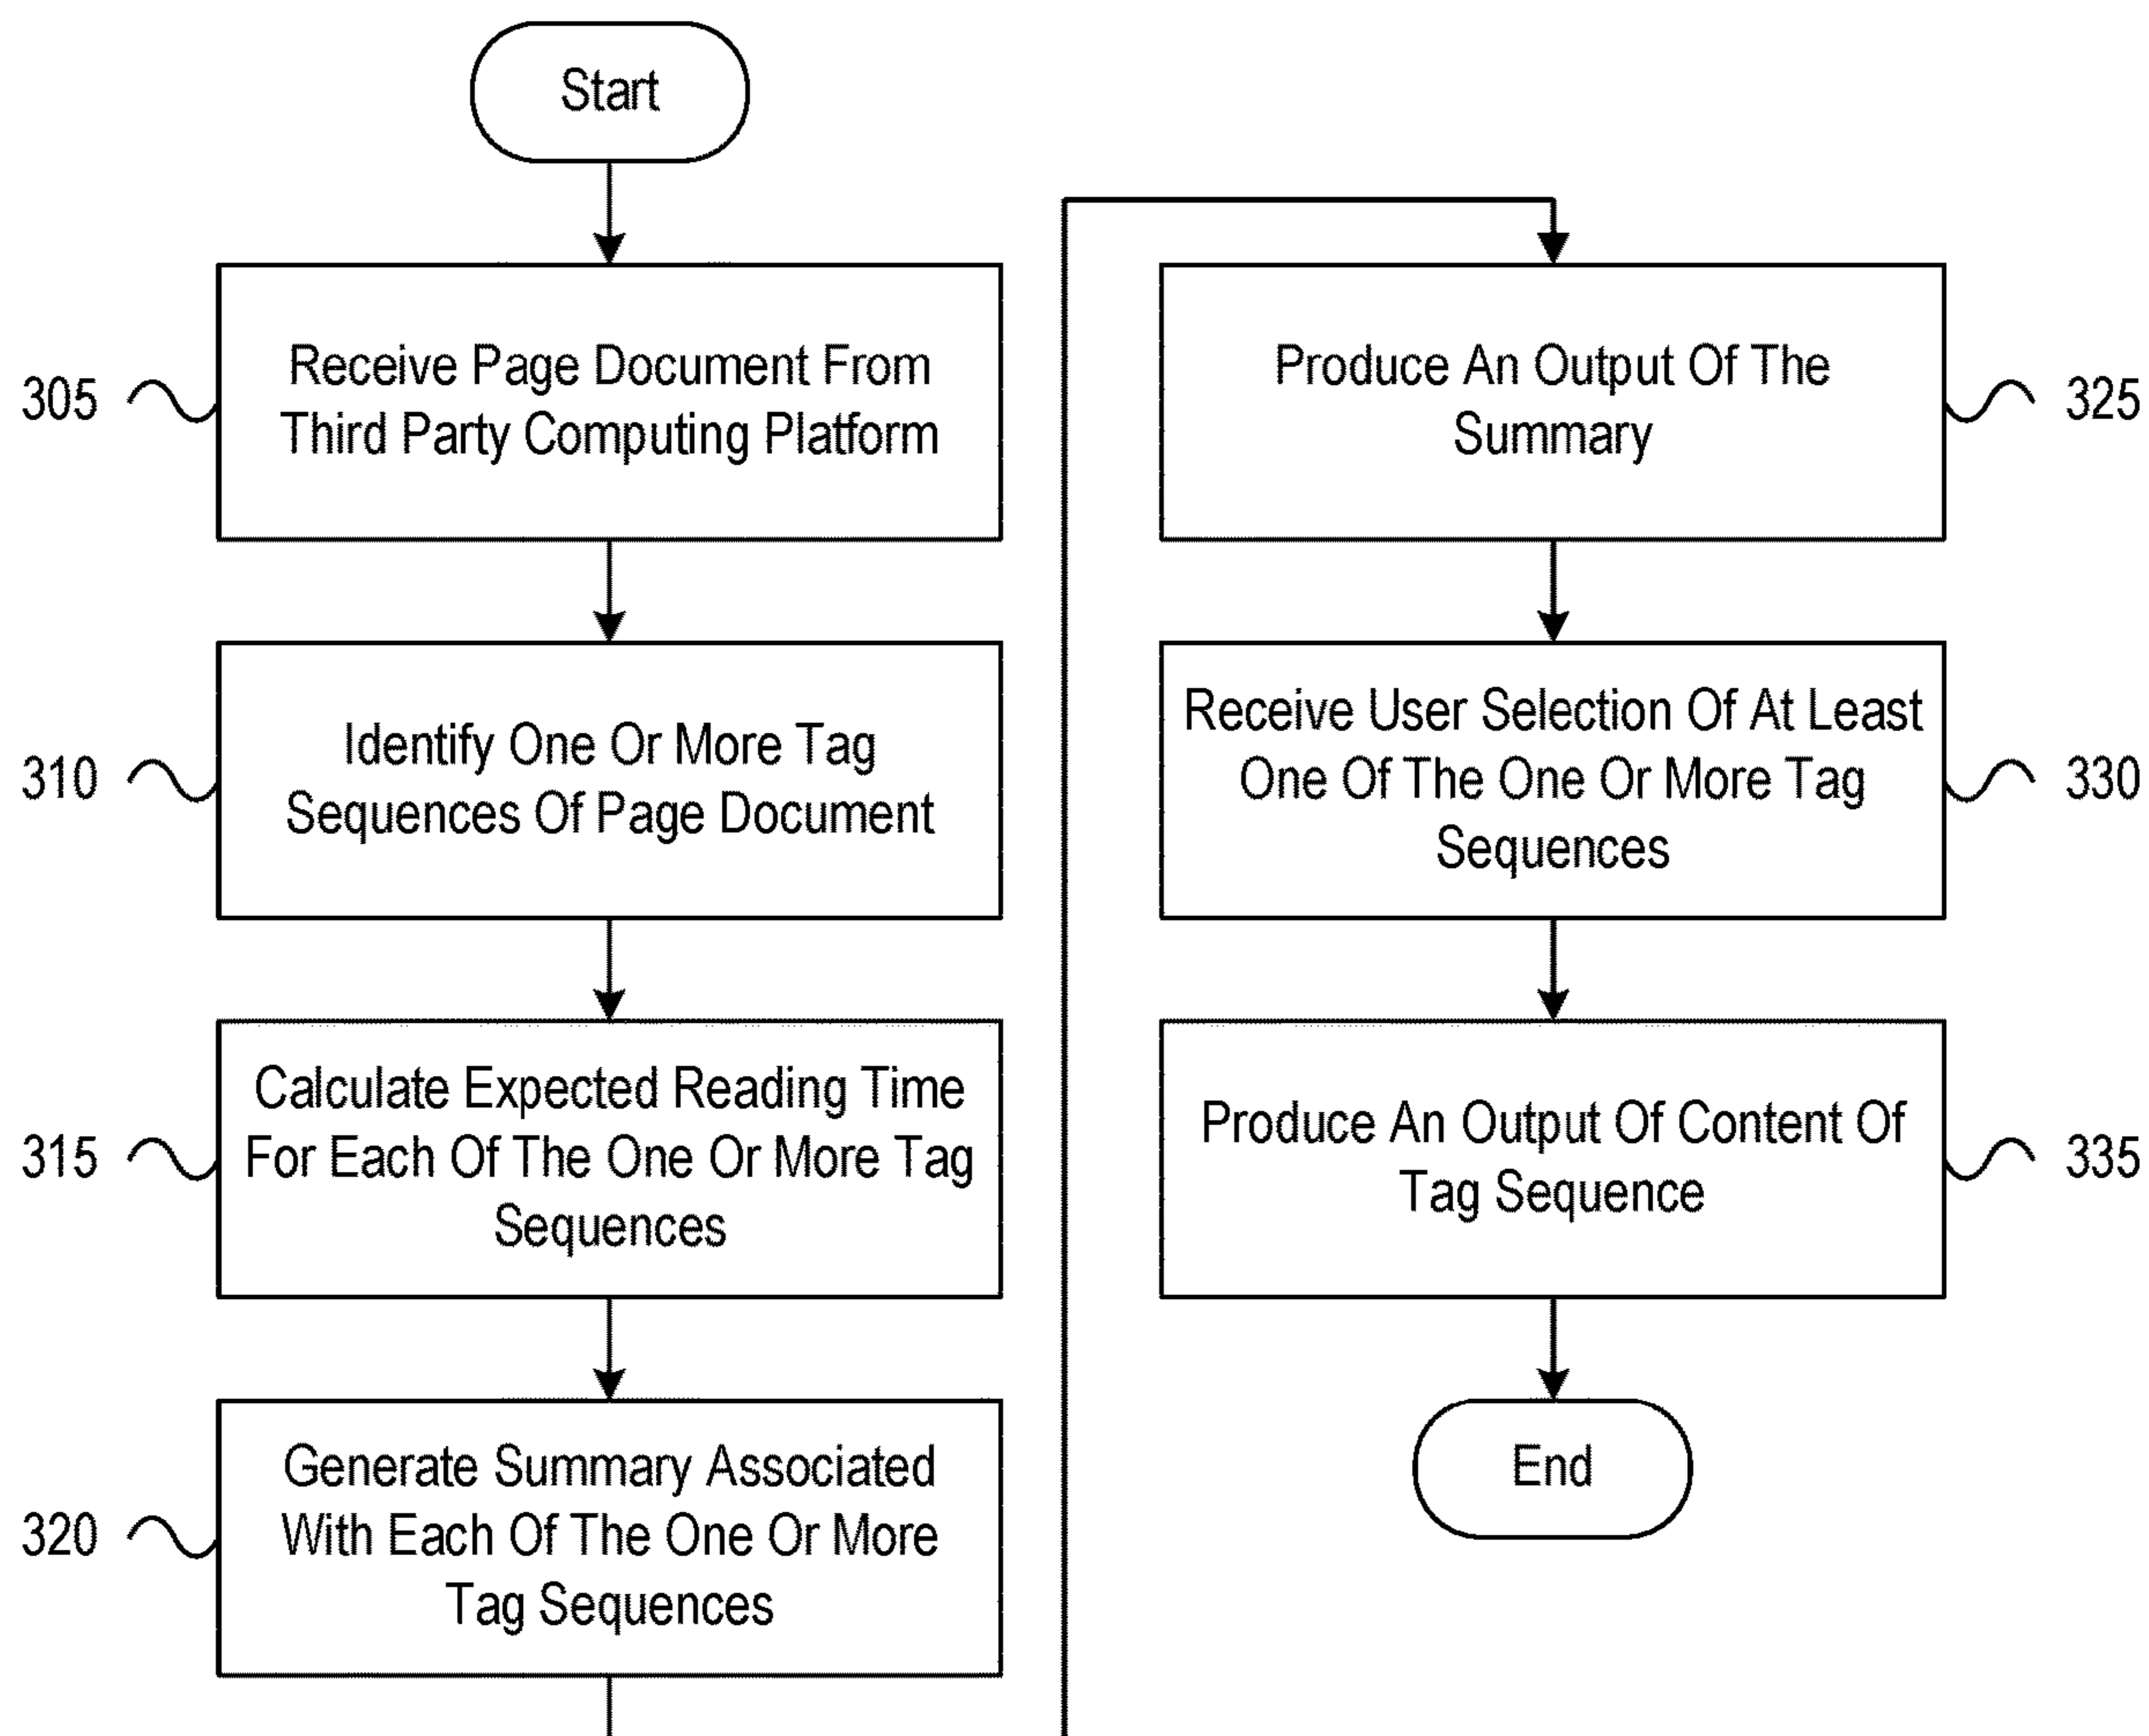 Start
305
Receive Page Document From
Third Party Computing Platform
310
Identify One Or More Tag
Sequences Of Page Document
315
Calculate Expected Reading Time
For Each Of The One Or More Tag
Sequences
320
Generate Summary Associated
With Each Of The One Or More
Tag Sequences
Produce An Output Of The
Summary
325
Receive User Selection Of At Least
One Of The One Or More Tag
Sequences
330
Produce An Output Of Content Of
Tag Sequence
335
End